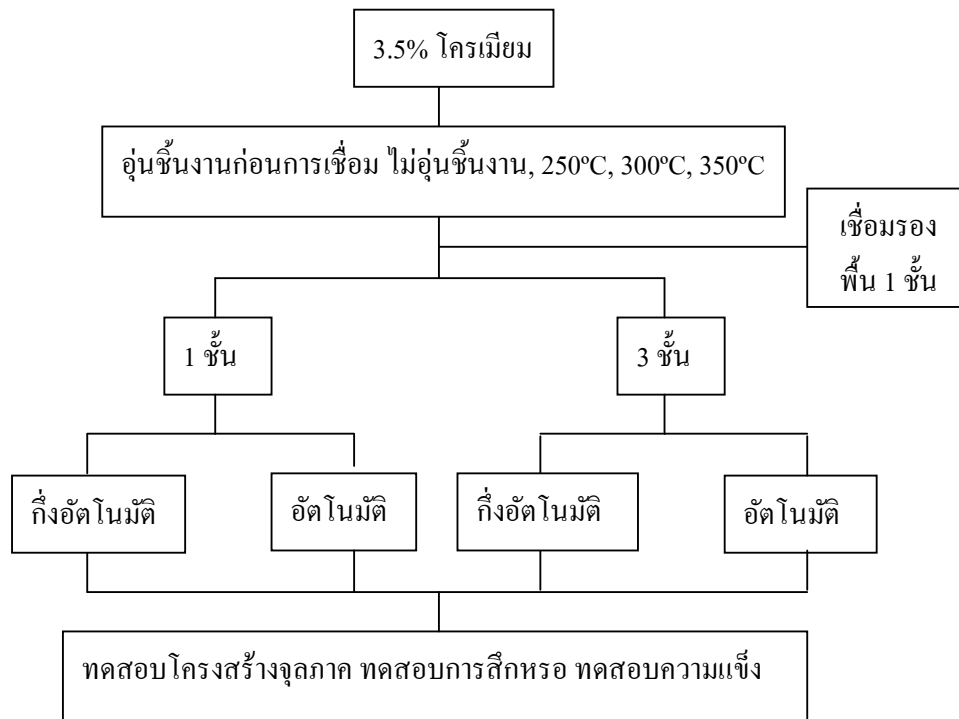 3.5% โครเมียม
อุ่นชิ้นงานก่อนการเชื่อม ไม่อุ่นชิ้นงาน, 250ºC, 300ºC, 350ºC
เชื่อมรอง
พื้น 1 ชั้น
1 ชั้น
3 ชั้น
กึ่งอัตโนมัติ
อัตโนมัติ
กึ่งอัตโนมัติ
อัตโนมัติ
ทดสอบโครงสร้างจุลภาค ทดสอบการสึกหรอ ทดสอบความแข็ง